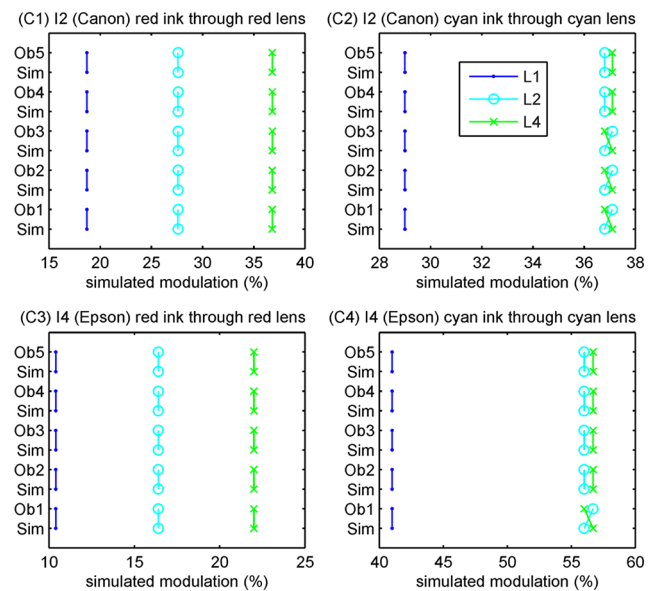 (C1) I2 (Canon) red ink through red lens
Ob5
Sim
Ob4
Sim
Ob3
Sim
Ob2
Sim
Ob1
Sim
15 20 25 30 35 40
simulated modulation (%)
(C2) I2 (Canon) cyan ink through cyan lens
Ob5
Sim
Ob4
Sim
Ob3
Sim
Ob2
Sim
Ob1
Sim
L1
L2
L4
28 30 32 34 36 38
simulated modulation (%)
(C3) I4 (Epson) red ink through red lens
Ob5
Sim
Ob4
Sim
Ob3
Sim
Ob2
Sim
Ob1
Sim
10 15 20 25
simulated modulation (%)
(C4) I4 (Epson) cyan ink through cyan lens
Ob5
Sim
Ob4
Sim
Ob3
Sim
Ob2
Sim
Ob1
Sim
40 45 50 55 60
simulated modulation (%)